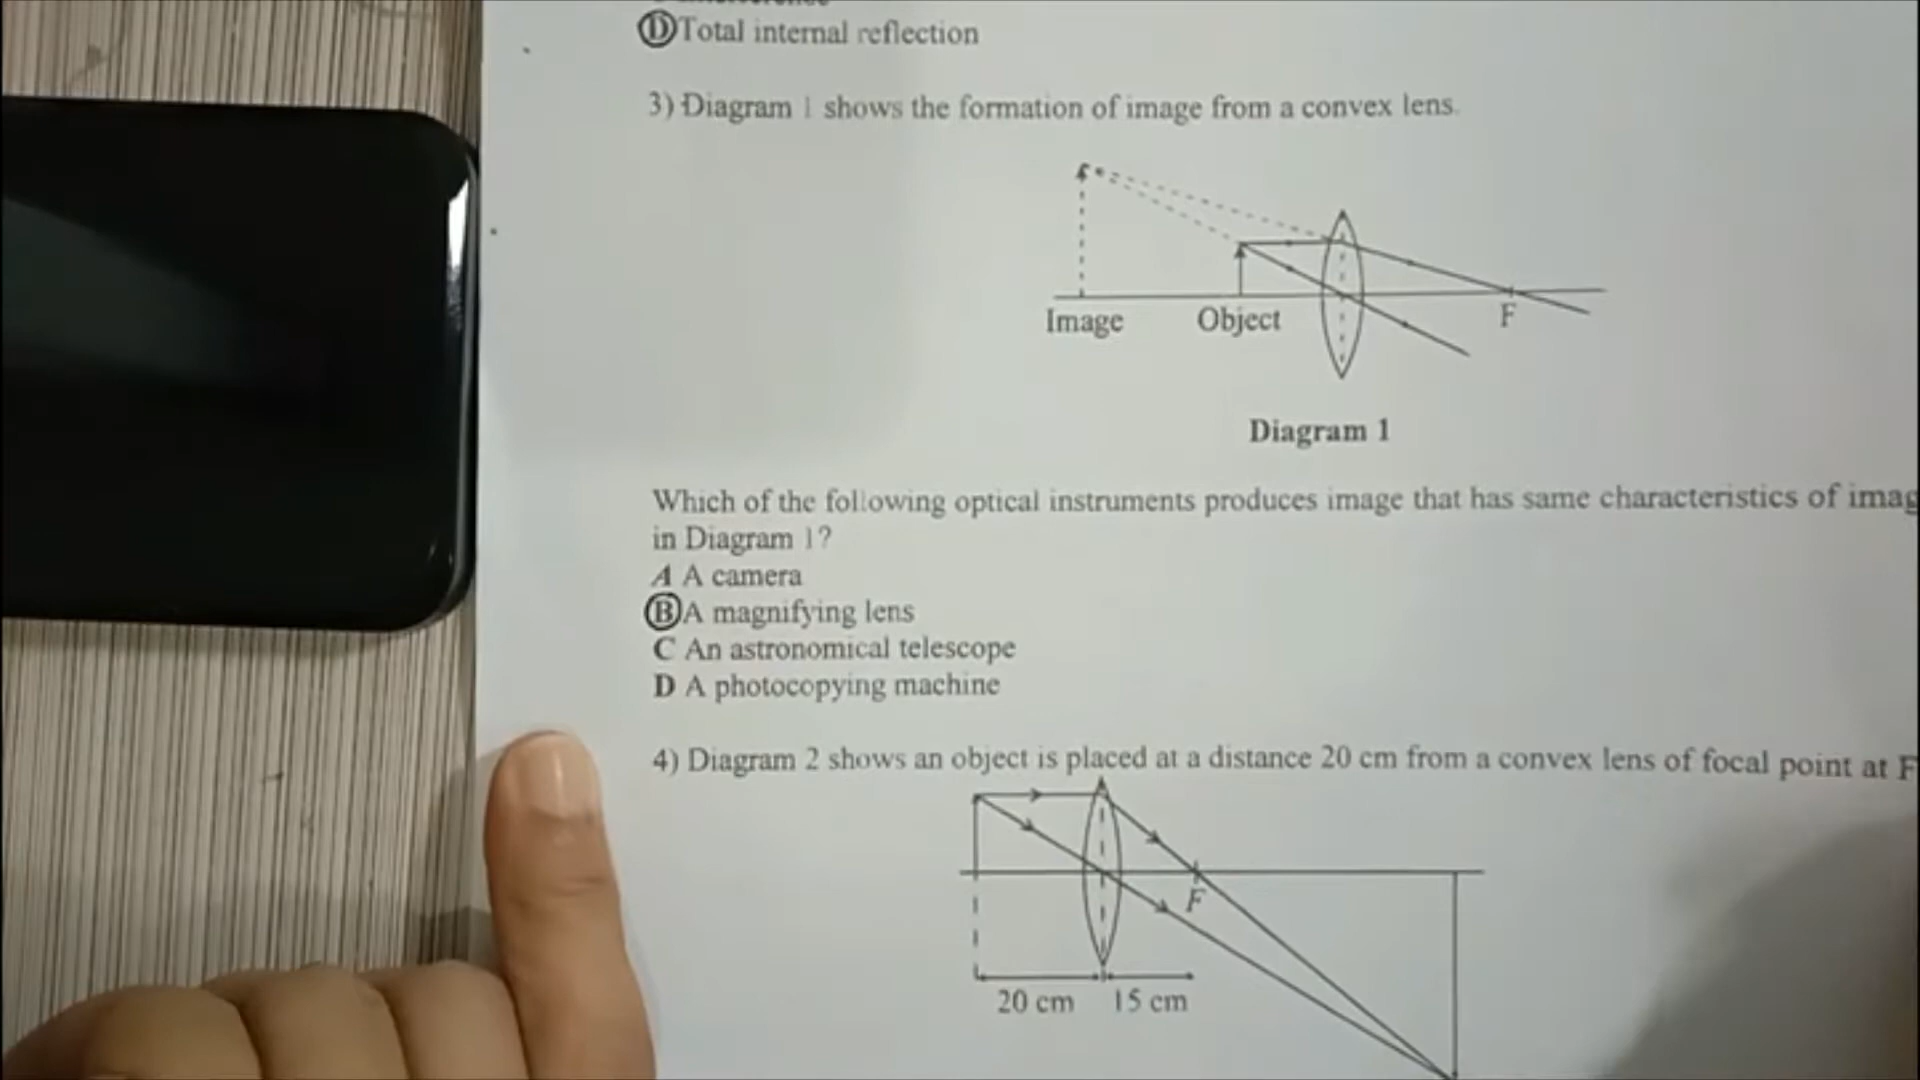 D Total internal reflection
3) Diagram 1 shows the formation of image from a convex lens.
Image
Object
F
Diagram 1
Which of the following optical instruments produces image that has same characteristics of imag
in Diagram 1?
A A camera
B A magnifying lens
C An astronomical telescope
D A photocopying machine
4) Diagram 2 shows an object is placed at a distance 20 cm from a convex lens of focal point at F
F
20 cm
15 cm